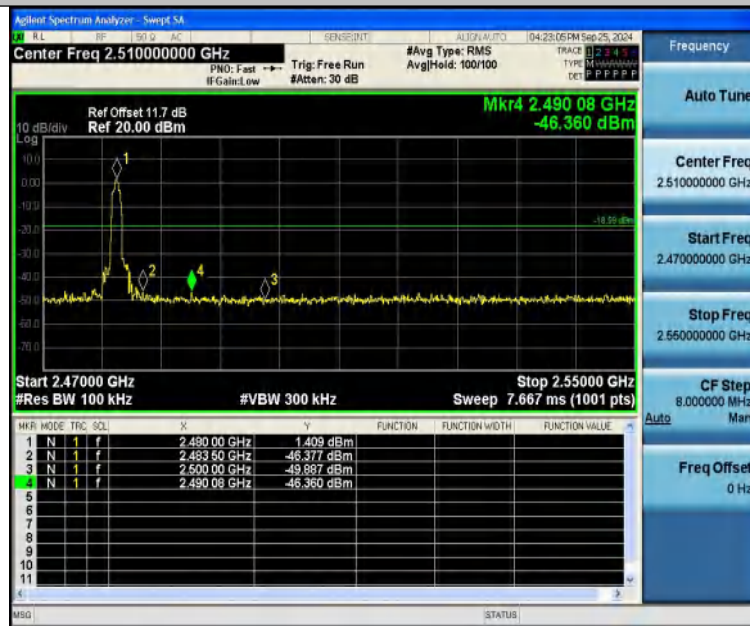 Agilent Spectrum Analyzer - Swept SA
RL RF 50 Ω AC SENSE:INT ALIGN AUTO 04:23:05 PM Sep 25, 2024
Center Freq 2.510000000 GHz
PNO: Fast
IFGain:Low
Trig: Free Run
#Atten: 30 dB
#Avg Type: RMS
Avg|Hold: 100/100
TRACE 1 2 3 4 5
TYPE M
DET P P P P P
Ref Offset 11.7 dB
10 dB/div Ref 20.00 dBm
Log
Mkr4 2.490 08 GHz
-46.360 dBm
10.0
0.00
-10.0
-20.0
-30.0
-40.0
-50.0
-60.0
-70.0
1
2
4
3
-18.59 dBm
Start 2.47000 GHz Stop 2.55000 GHz
#Res BW 100 kHz #VBW 300 kHz Sweep 7.667 ms (1001 pts)
MKR MODE TRC SCL X Y FUNCTION FUNCTION WIDTH FUNCTION VALUE
1 N 1 f 2.480 00 GHz 1.409 dBm
2 N 1 f 2.483 50 GHz -46.377 dBm
3 N 1 f 2.500 00 GHz -49.887 dBm
4 N 1 f 2.490 08 GHz -46.360 dBm
5
6
7
8
9
10
11
MSG STATUS
Frequency
Auto Tune
Center Freq
2.510000000 GHz
Start Freq
2.470000000 GHz
Stop Freq
2.550000000 GHz
CF Step
8.000000 MHz
Auto Man
Freq Offset
0 Hz